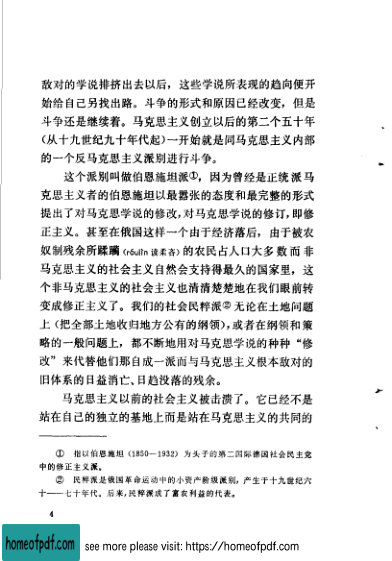 敌对的学说排挤出去以后，这些学说所表现的趋向便开
始给自己另找出路。斗争的形式和原因已经改变，但是
斗争还是继续着。马克思主义创立以后的第二个五十年
（从十九世纪九十年代起）一开始就是同马克思主义内部
的一个反马克思主义派别进行斗争。
这个派别叫做伯恩施坦派①，因为曾经是正统派马
克思主义者的伯恩施坦以最嚣张的态度和最完整的形式
提出了对马克思学说的修改，对马克思学说的修订，即修
正主义。甚至在俄国这样一个由于经济落后，由于被农
奴制残余所蹂躏（róulìn 读柔吝）的农民占人口大多数而非
马克思主义的社会主义自然会支持得最久的国家里，这
个非马克思主义的社会主义也清清楚楚地在我们眼前转
变成修正主义了。我们的社会民粹派②无论在土地问题
上（把全部土地收归地方公有的纲领），或者在纲领和策
略的一般问题上，都不断地用对马克思学说的种种“修
改”来代替他们那自成一派而与马克思主义根本敌对的
旧体系的日益消亡、日趋没落的残余。
马克思主义以前的社会主义被击溃了。它已经不是
站在自己的独立的基地上而是站在马克思主义的共同的
① 指以伯恩施坦（1850—1932）为头子的第二国际德国社会民主党
中的修正主义派。
② 民粹派是俄国革命运动中的小资产阶级派别，产生于十九世纪六
十——七十年代。后来，民粹派成了富农利益的代表。
4
homeofpdf.com see more please visit: https://homeofpdf.com